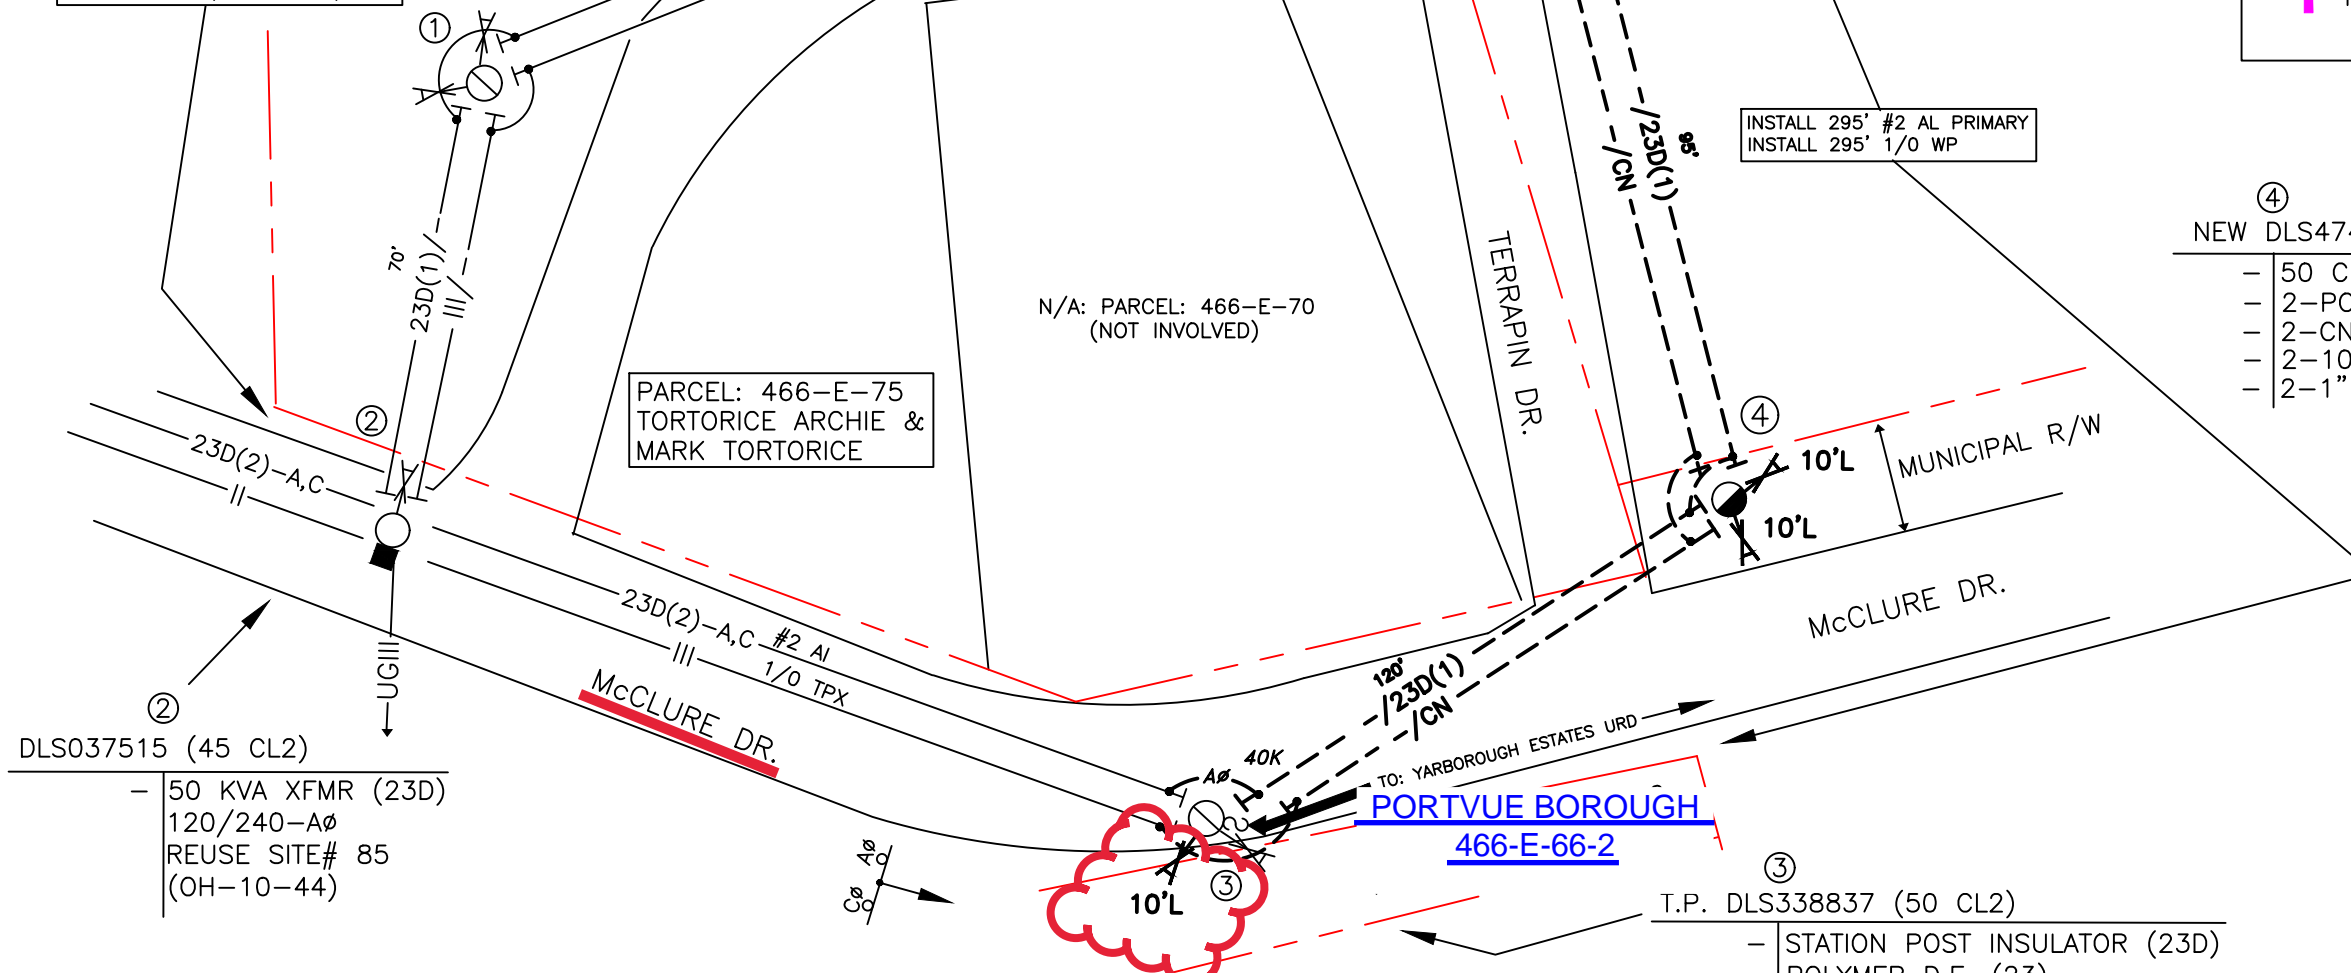 1
INSTALL 295' #2 AL PRIMARY
INSTALL 295' 1/0 WP
95'
/23D(1)
/CN
4
NEW DLS474
- 50 C
- 2-PO
- 2-CN
- 2-10
- 2-1"
70'
23D(1)/
III/
TERRAPIN DR.
N/A: PARCEL: 466-E-70
(NOT INVOLVED)
PARCEL: 466-E-75
TORTORICE ARCHIE &
MARK TORTORICE
2
23D(2)-A,C
II
4
10'L
10'L
MUNICIPAL R/W
McCLURE DR.
23D(2)-A,C #2 Al
III 1/0 TPX
McCLURE DR.
UGIII
120'
/23D(1)
/CN
40K
Aø
TO: YARBOROUGH ESTATES URD
PORTVUE BOROUGH
466-E-66-2
2
DLS037515 (45 CL2)
- 50 KVA XFMR (23D)
120/240-Aø
REUSE SITE# 85
(OH-10-44)
Aø
Cø
10'L
3
3
T.P. DLS338837 (50 CL2)
- STATION POST INSULATOR (23D)
POLYMER D.E. (23)